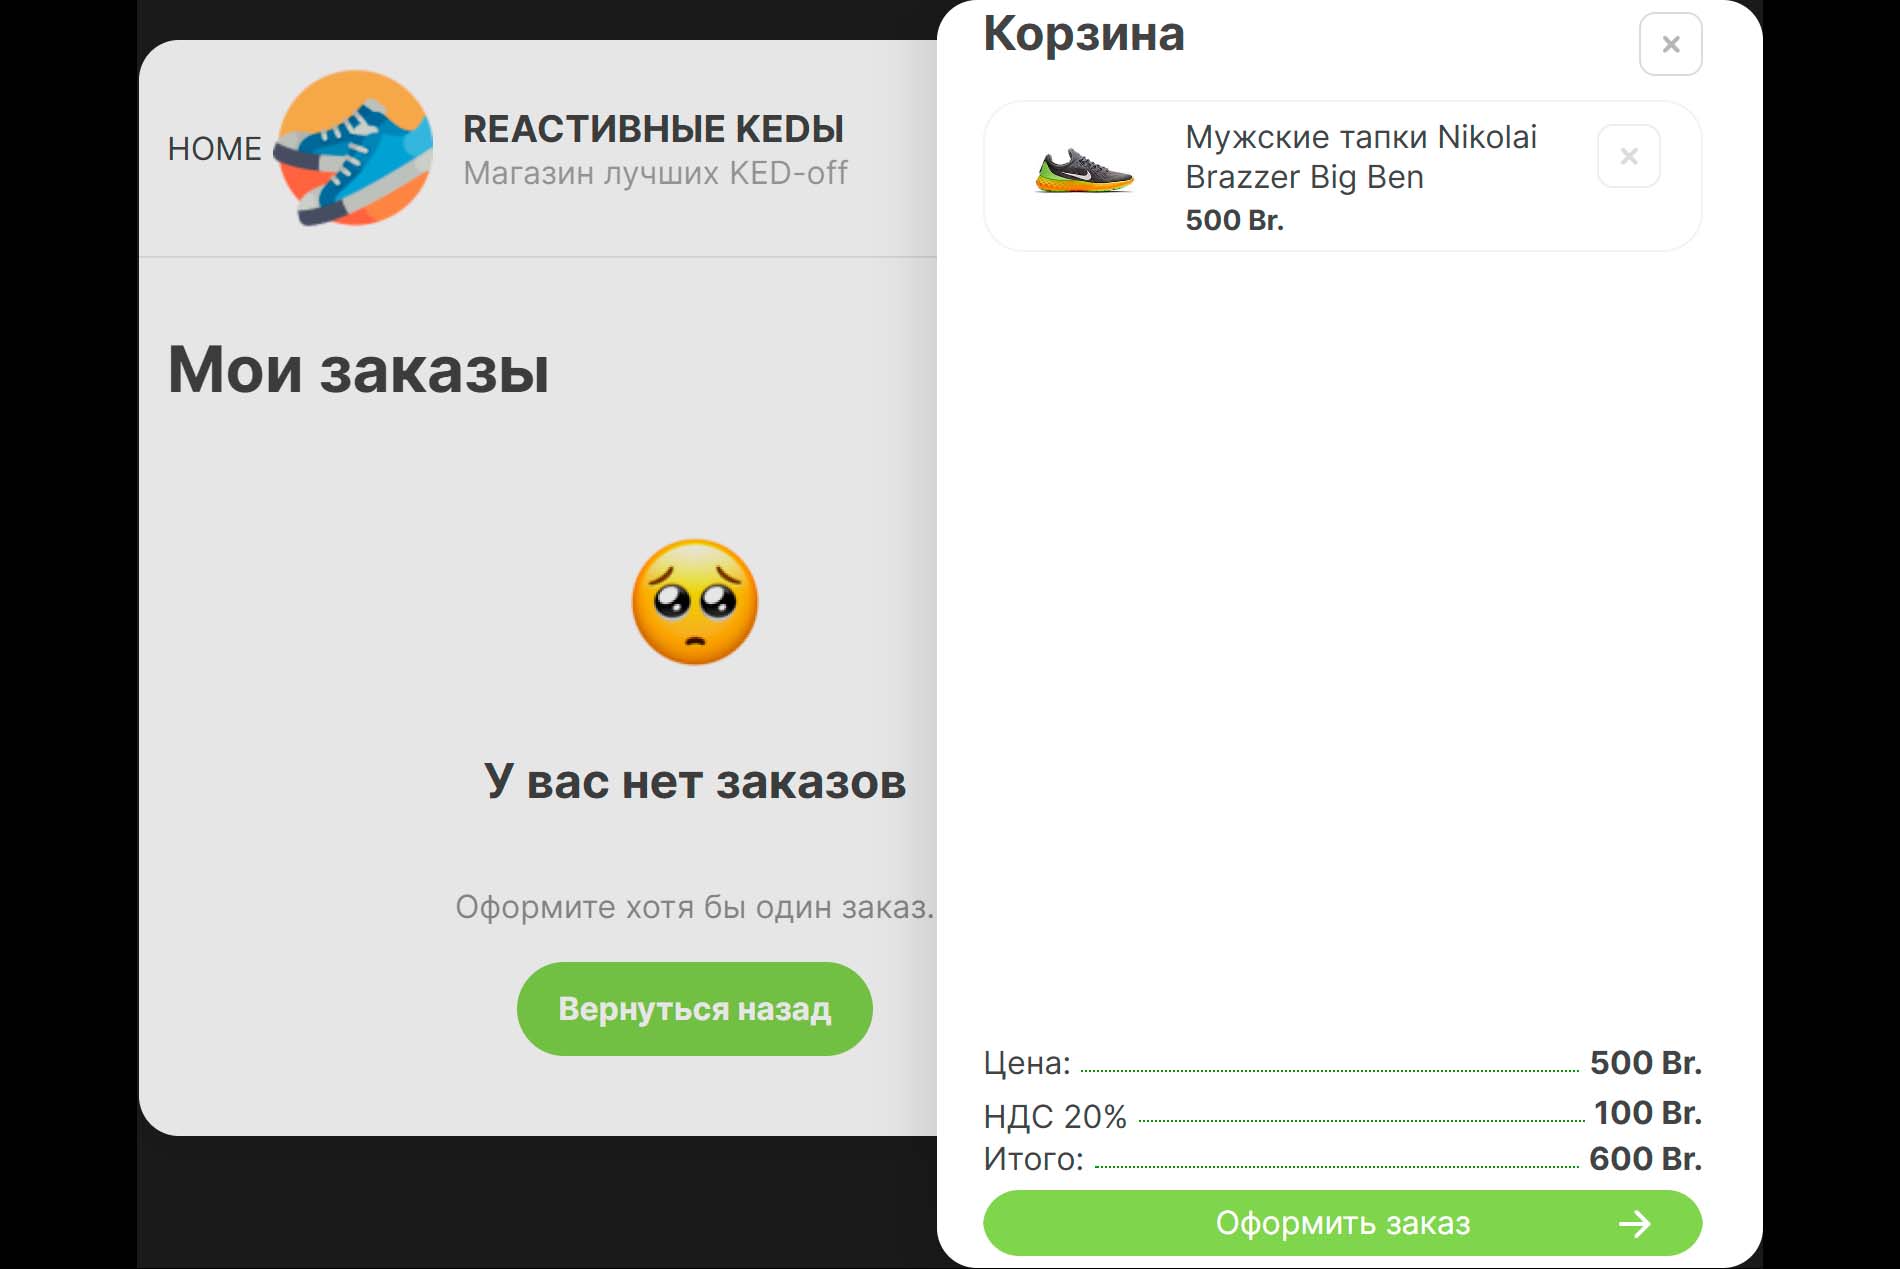 HOME
REACTИВНЫЕ KEDЫ
Магазин лучших KED-off
Мои заказы
У вас нет заказов
Оформите хотя бы один заказ.
Вернуться назад
Корзина
Мужские тапки Nikolai
Brazzer Big Ben
500 Br.
Цена: 500 Br.
НДС 20% 100 Br.
Итого: 600 Br.
Оформить заказ